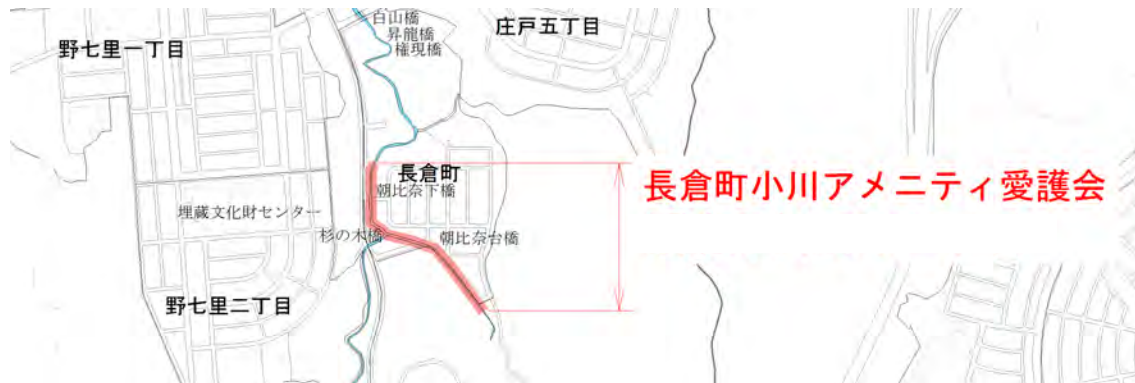 白山橋
昇龍橋
権現橋
庄戸五丁目
野七里一丁目
長倉町
朝比奈下橋
長倉町小川アメニティ愛護会
埋蔵文化財センター
杉の木橋
朝比奈台橋
野七里二丁目